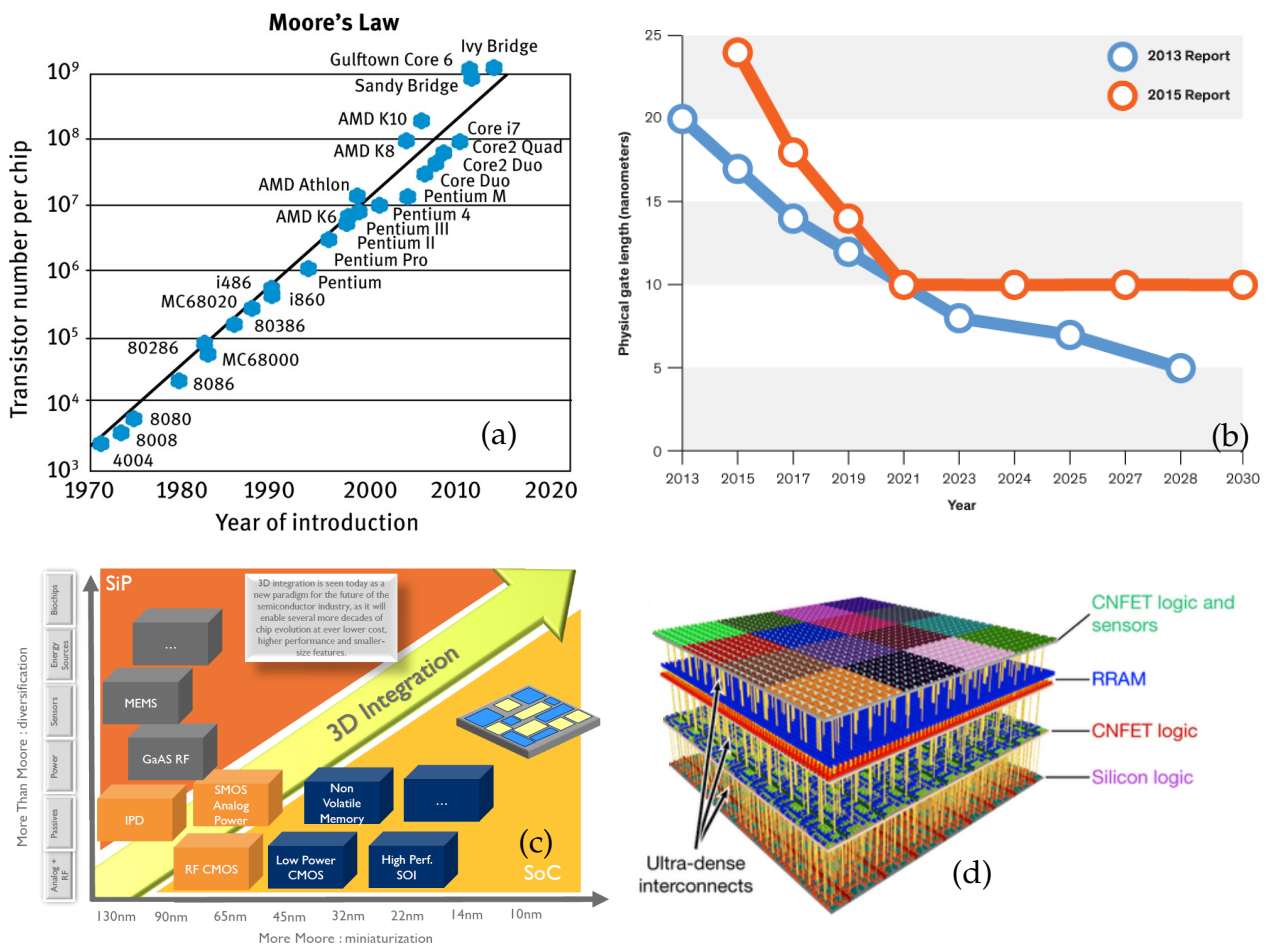 Moore's Law
Transistor number per chip
10⁹
10⁸
10⁷
10⁶
10⁵
10⁴
10³
Ivy Bridge
Gulftown Core 6
Sandy Bridge
AMD K10
Core i7
AMD K8
Core2 Quad
Core2 Duo
Core Duo
AMD Athlon
Pentium M
AMD K6
Pentium 4
Pentium III
Pentium II
Pentium Pro
Pentium
i486
MC68020
i860
80386
80286
MC68000
8086
8080
8008
4004
(a)
1970
1980
1990
2000
2010
2020
Year of introduction
25
20
15
10
5
0
Physical gate length (nanometers)
2013 Report
2015 Report
(b)
2013
2015
2017
2019
2021
2023
2024
2025
2027
2028
2030
Year
More Than Moore : diversification
Biochips
Energy
Sources
Sensors
Power
Passives
Analog +
RF
SiP
3D integration is seen today as a
new paradigm for the future of the
semiconductor industry, as it will
enable several more decades of
chip evolution at ever lower cost,
higher performance and smaller-
size features.
3D Integration
...
MEMS
GaAS RF
IPD
SMOS
Analog
Power
Non
Volatile
Memory
...
RF CMOS
Low Power
CMOS
High Perf.
SOI
(c)
SoC
130nm
90nm
65nm
45nm
32nm
22nm
14nm
10nm
More Moore : miniaturization
CNFET logic and
sensors
RRAM
CNFET logic
Silicon logic
Ultra-dense
interconnects
(d)